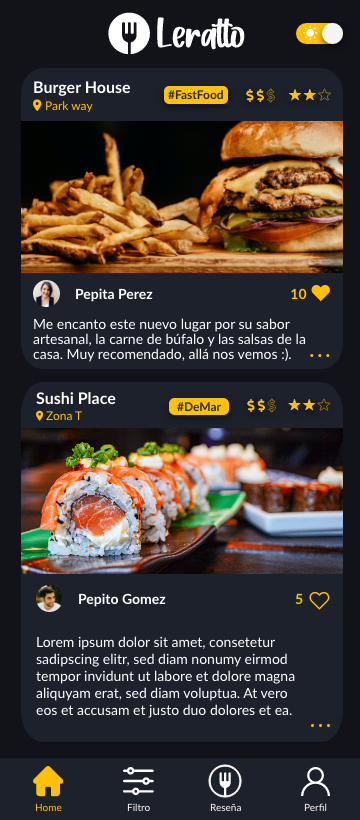 Leratto
Burger House
Park way
#FastFood
$$$
Pepita Perez
10
Me encanto este nuevo lugar por su sabor
artesanal, la carne de búfalo y las salsas de la
casa. Muy recomendado, allá nos vemos :).
Sushi Place
Zona T
#DeMar
$$$
Pepito Gomez
5
Lorem ipsum dolor sit amet, consetetur
sadipscing elitr, sed diam nonumy eirmod
tempor invidunt ut labore et dolore magna
aliquyam erat, sed diam voluptua. At vero
eos et accusam et justo duo dolores et ea.
Home
Filtro
Reseña
Perfil